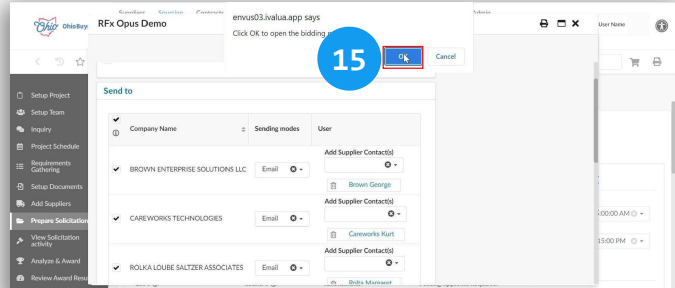 Suppliers Sourcing Contracts
Admin
envus03.ivalua.app says
Click OK to open the bidding
15
OK
Cancel
Ohio OhioBuys
RFx Opus Demo
User Name
Send to
Company Name
Sending modes
User
Add Supplier Contact(s)
BROWN ENTERPRISE SOLUTIONS LLC
Email
Brown George
Add Supplier Contact(s)
CAREWORKS TECHNOLOGIES
Email
Careworks Kurt
Add Supplier Contact(s)
ROLKA LOUBE SALTZER ASSOCIATES
Email
Rolta Margaret
Setup Project
Setup Team
Inquiry
Project Schedule
Requirements
Gathering
Setup Documents
Add Suppliers
Prepare Solicitation
View Solicitation
activity
Analyze & Award
Review Award Resu
:00:00 AM
15:00 PM